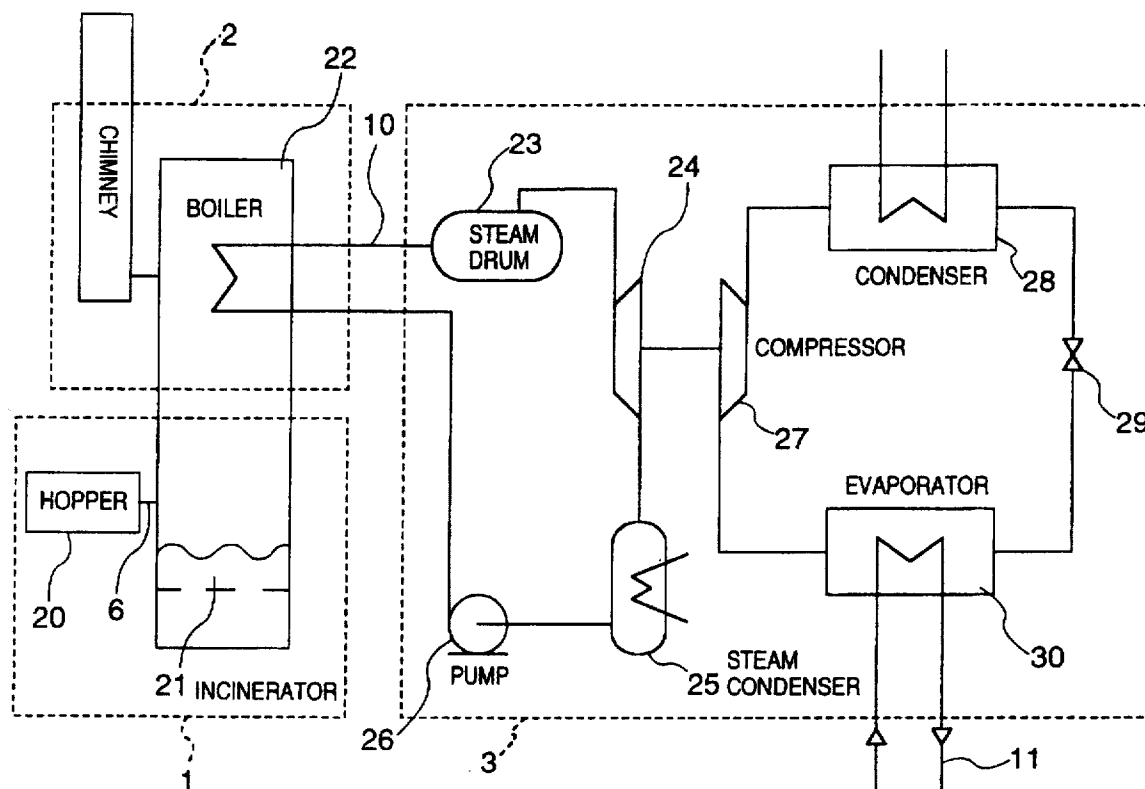 2
22
10
23
24
CHIMNEY
BOILER
STEAM
DRUM
CONDENSER
28
COMPRESSOR
29
27
HOPPER
EVAPORATOR
20
6
21
INCINERATOR
26
PUMP
25
STEAM
CONDENSER
30
1
3
11